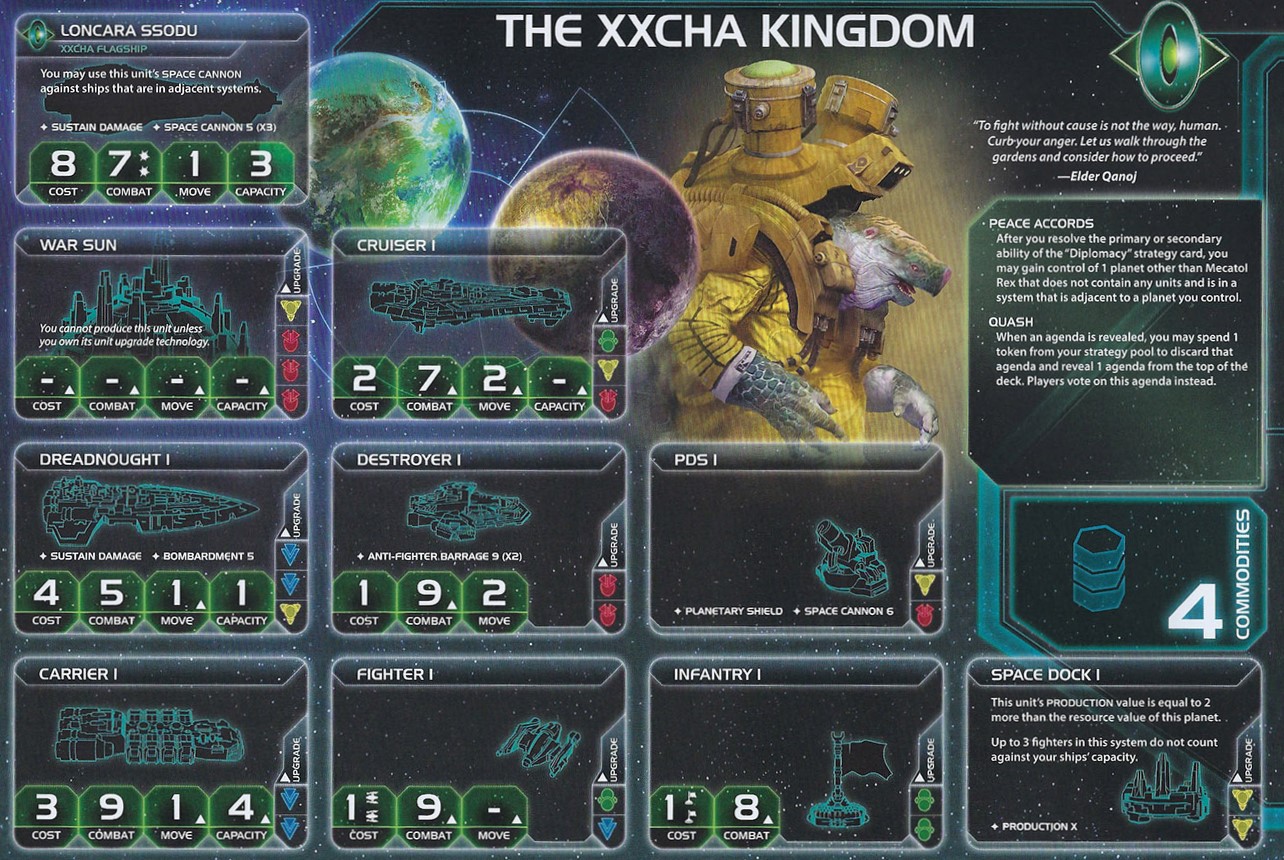 THE XXCHA KINGDOM
LONCARA SSODU
XXCHA FLAGSHIP
You may use this unit's SPACE CANNON
against ships that are in adjacent systems.
✦ SUSTAIN DAMAGE ✦ SPACE CANNON 5 (X3)
8 7 1 3
COST COMBAT MOVE CAPACITY
"To fight without cause is not the way, human.
Curb your anger. Let us walk through the
gardens and consider how to proceed."
—Elder Qanoj
PEACE ACCORDS
After you resolve the primary or secondary
ability of the "Diplomacy" strategy card, you
may gain control of 1 planet other than Mecatol
Rex that does not contain any units and is in a
system that is adjacent to a planet you control.
QUASH
When an agenda is revealed, you may spend 1
token from your strategy pool to discard that
agenda and reveal 1 agenda from the top of the
deck. Players vote on this agenda instead.
WAR SUN
UPGRADE
You cannot produce this unit unless
you own its unit upgrade technology.
- - - -
COST COMBAT MOVE CAPACITY
CRUISER I
UPGRADE
2 7 2 -
COST COMBAT MOVE CAPACITY
DREADNOUGHT I
UPGRADE
✦ SUSTAIN DAMAGE ✦ BOMBARDMENT 5
4 5 1 1
COST COMBAT MOVE CAPACITY
DESTROYER I
UPGRADE
✦ ANTI-FIGHTER BARRAGE 9 (X2)
1 9 2
COST COMBAT MOVE
PDS I
UPGRADE
✦ PLANETARY SHIELD ✦ SPACE CANNON 6
4
COMMODITIES
CARRIER I
UPGRADE
3 9 1 4
COST COMBAT MOVE CAPACITY
FIGHTER I
UPGRADE
1 9 -
COST COMBAT MOVE
INFANTRY I
UPGRADE
1 8
COST COMBAT
SPACE DOCK I
This unit's PRODUCTION value is equal to 2
more than the resource value of this planet.
Up to 3 fighters in this system do not count
against your ships' capacity.
UPGRADE
✦ PRODUCTION X